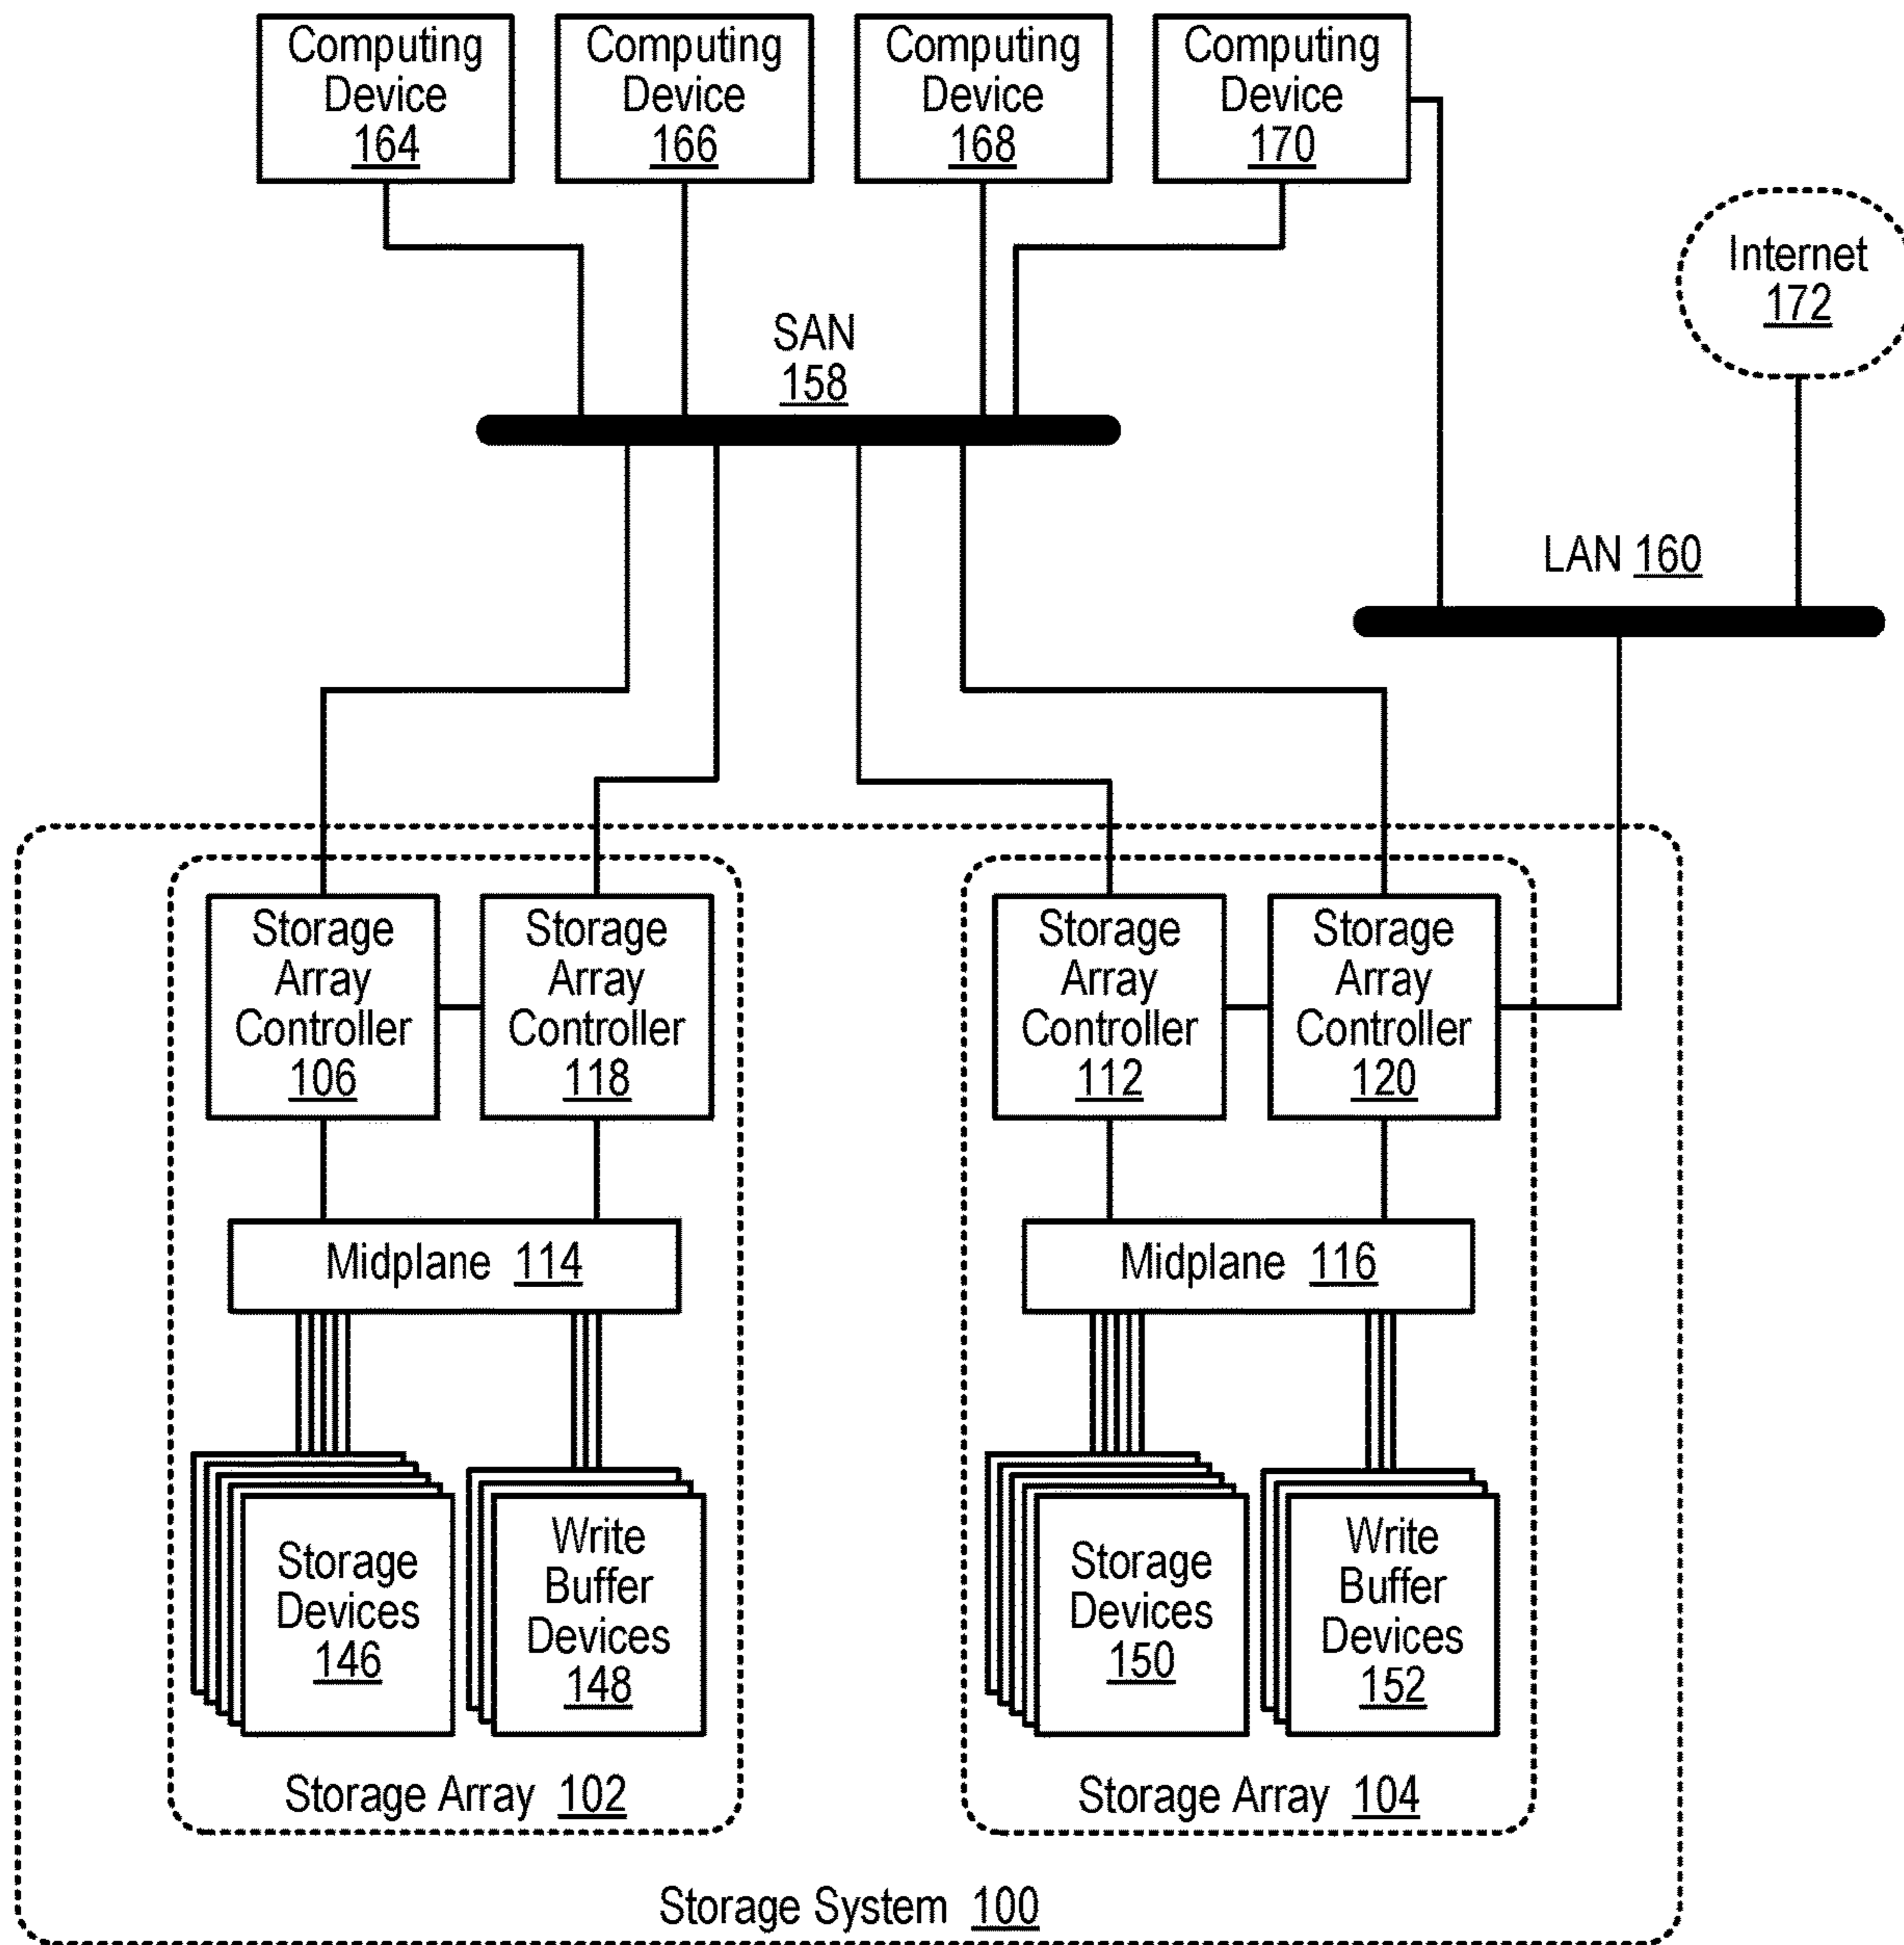 Computing
Device
164
Computing
Device
166
Computing
Device
168
Computing
Device
170
Internet
172
SAN
158
LAN 160
Storage
Array
Controller
106
Storage
Array
Controller
118
Storage
Array
Controller
112
Storage
Array
Controller
120
Midplane 114
Midplane 116
Storage
Devices
146
Write
Buffer
Devices
148
Storage
Devices
150
Write
Buffer
Devices
152
Storage Array 102
Storage Array 104
Storage System 100